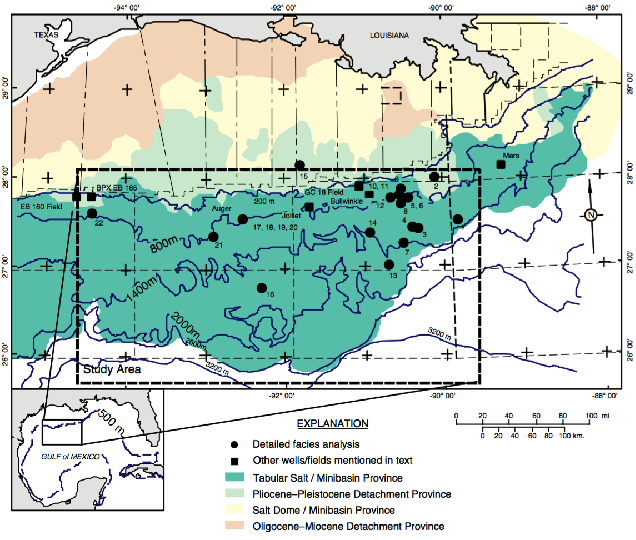 -94° 00'
-92° 00'
-90° 00'
-88° 00'
TEXAS
LOUISIANA
29° 00'
29° 00'
28° 00'
28° 00'
Mars
15
2
BPX EB 165
GC 18 Field
10, 11
9
EB 160 Field
200 m
Bullwinkle
12
5, 6
8
Auger
Jolliet
22
17, 18, 19, 20
14
4
3
1
N
800m
21
7
27° 00'
27° 00'
13
1400m
16
2000m
2600m
3200 m
3200 m
26° 00'
26° 00'
Study Area
-92° 00'
-90° 00'
-88° 00'
500 m
GULF of MEXICO
EXPLANATION
Detailed facies analysis
Other wells/fields mentioned in text
Tabular Salt / Minibasin Province
Pliocene–Pleistocene Detachment Province
Salt Dome / Minibasin Province
Oligocene–Miocene Detachment Province
0 20 40 60 80 100 mi
0 20 40 60 80 100 km.